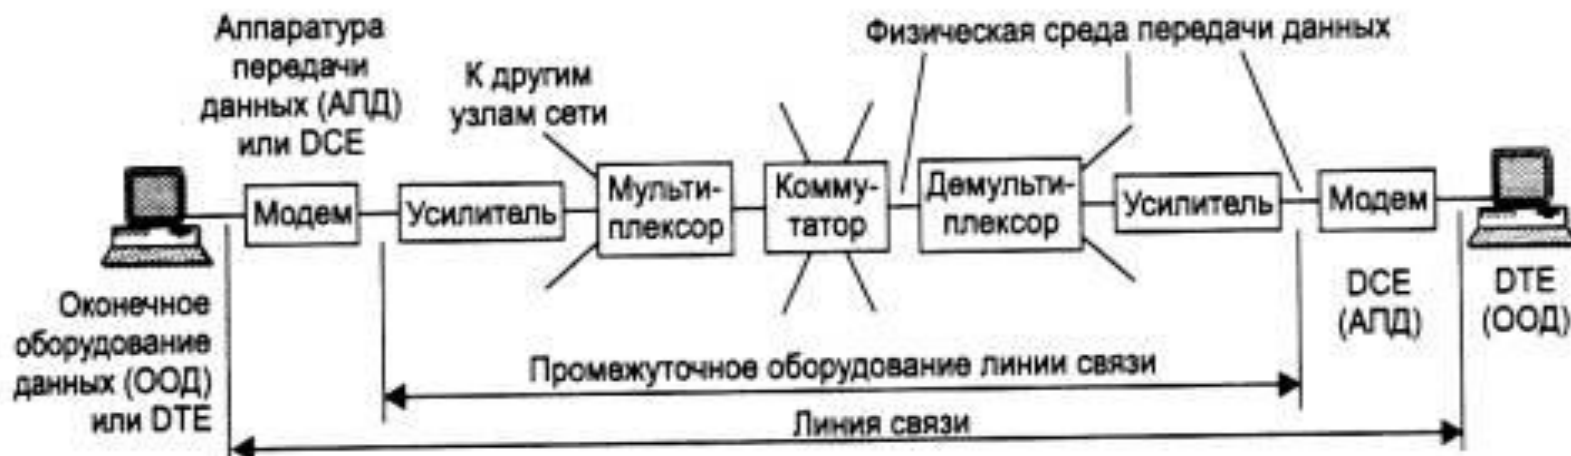 Аппаратура
передачи
данных (АПД)
или DCE
К другим
узлам сети
Физическая среда передачи данных
Модем
Усилитель
Мульти-
плексор
Комму-
татор
Демульти-
плексор
Усилитель
Модем
Оконечное
оборудование
данных (ООД)
или DTE
DCE
(АПД)
DTE
(ООД)
Промежуточное оборудование линии связи
Линия связи